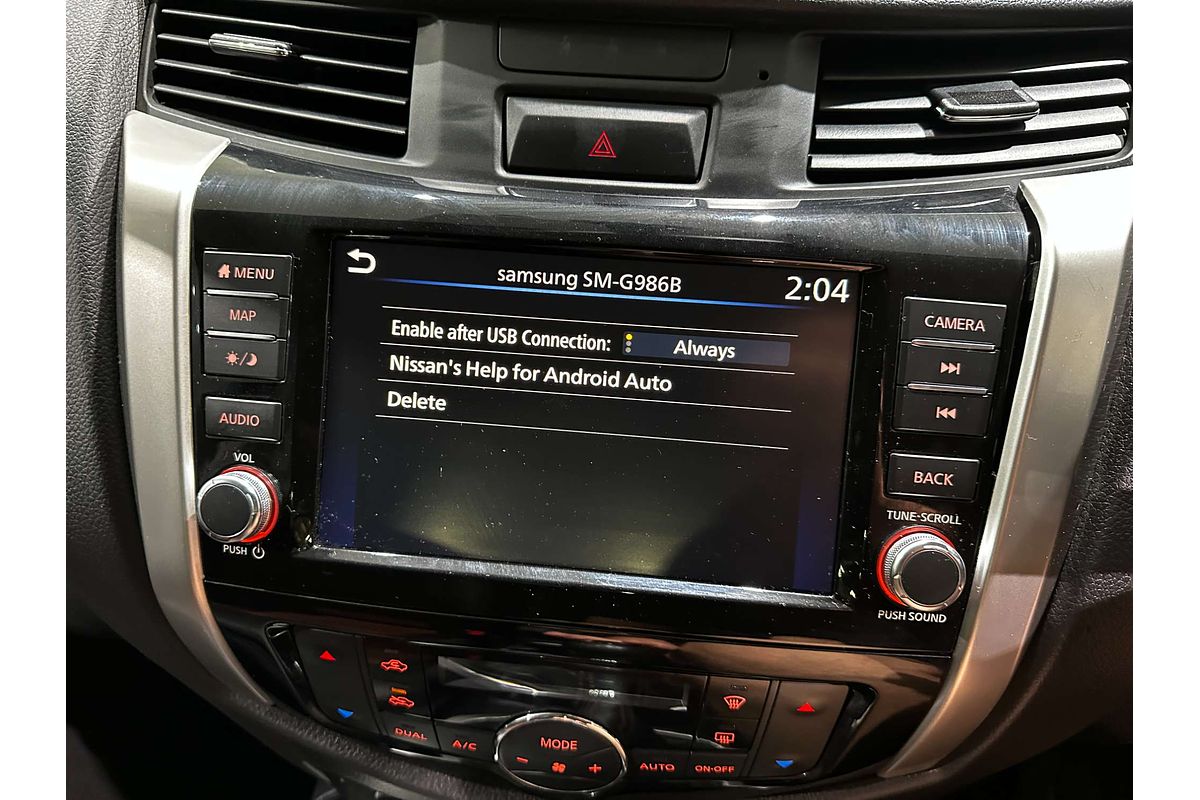 samsung SM-G986B
2:04
Enable after USB Connection: Always
Nissan's Help for Android Auto
Delete
MENU
MAP
AUDIO
VOL
PUSH
CAMERA
BACK
TUNE-SCROLL
PUSH SOUND
DUAL
A/C
MODE
AUTO
ON-OFF